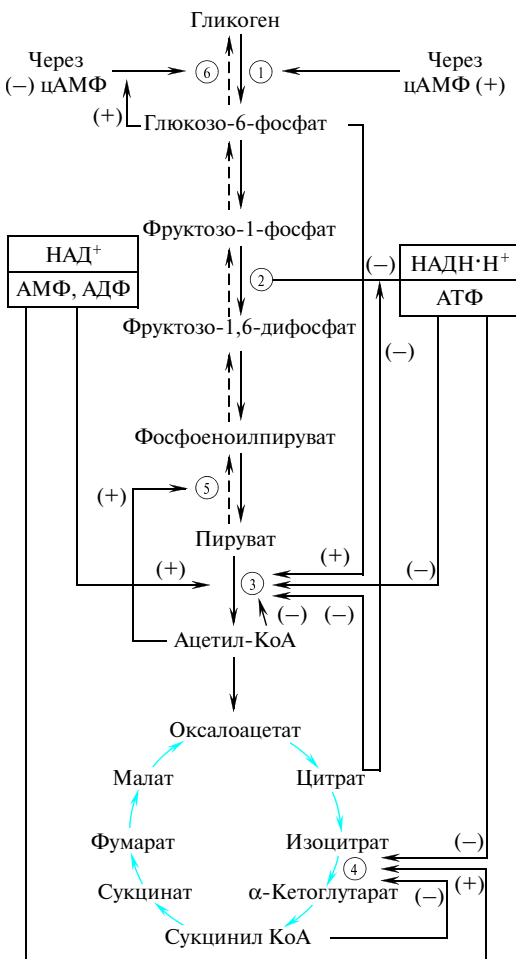 Гликоген
Через
(–) цАМФ
6
1
Через
цАМФ (+)
(+)
Глюкозо-6-фосфат
Фруктозо-1-фосфат
НАД⁺
АМФ, АДФ
2
(–)
НАДН·Н⁺
АТФ
Фруктозо-1,6-дифосфат
(–)
Фосфоеноилпируват
(+)
5
Пируват
(+)
(+)
3
(–)
(–)
(–)
Ацетил-КоА
Оксалоацетат
Малат
Цитрат
Фумарат
Изоцитрат
(–)
4
(+)
Сукцинат
α-Кетоглутарат
(–)
Сукцинил КоА